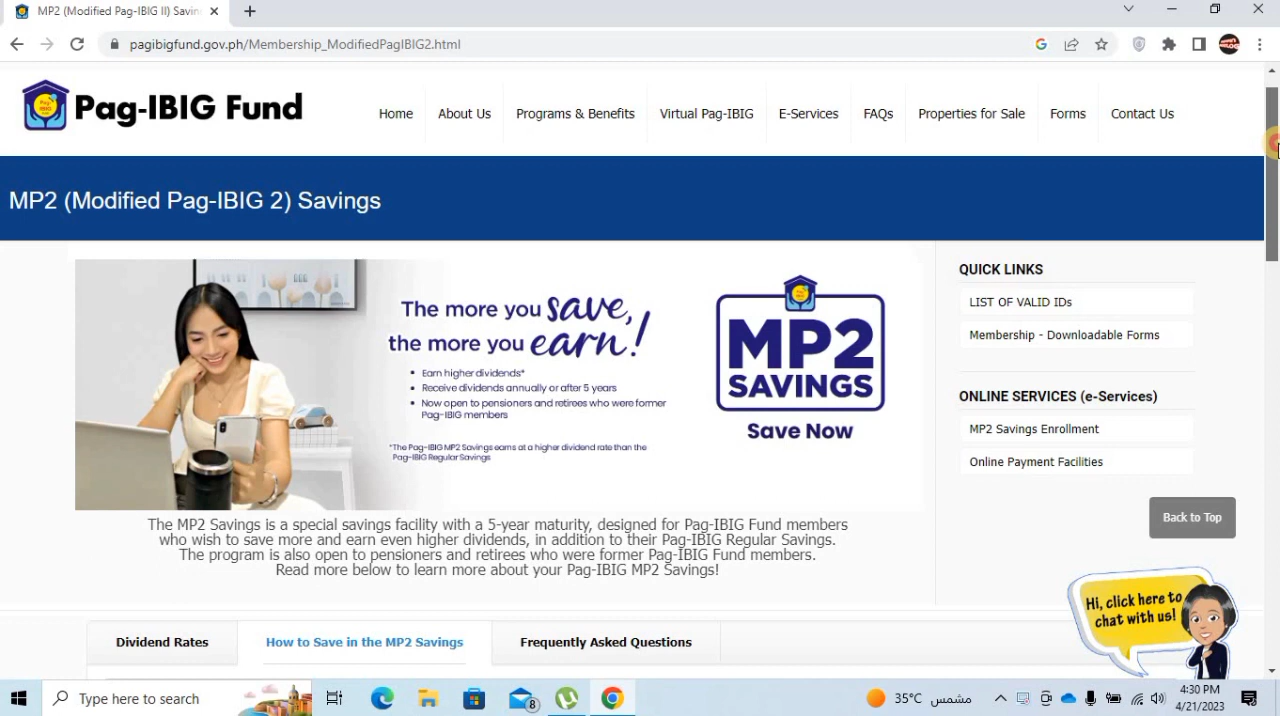 MP2 (Modified Pag-IBIG II) Savin
pagibigfund.gov.ph/Membership_ModifiedPagIBIG2.html
Pag-IBIG Fund
Home About Us Programs & Benefits Virtual Pag-IBIG E-Services FAQs Properties for Sale Forms Contact Us
MP2 (Modified Pag-IBIG 2) Savings
The more you save,
the more you earn!
• Earn higher dividends*
• Receive dividends annually or after 5 years
• Now open to pensioners and retirees who were former
Pag-IBIG members
*The Pag-IBIG MP2 Savings earns at a higher dividend rate than the
Pag-IBIG Regular Savings
MP2
SAVINGS
Save Now
QUICK LINKS
LIST OF VALID IDs
Membership - Downloadable Forms
ONLINE SERVICES (e-Services)
MP2 Savings Enrollment
Online Payment Facilities
Back to Top
The MP2 Savings is a special savings facility with a 5-year maturity, designed for Pag-IBIG Fund members
who wish to save more and earn even higher dividends, in addition to their Pag-IBIG Regular Savings.
The program is also open to pensioners and retirees who were former Pag-IBIG Fund members.
Read more below to learn more about your Pag-IBIG MP2 Savings!
Hi, click here to
chat with us!
Dividend Rates How to Save in the MP2 Savings Frequently Asked Questions
Type here to search
8
35°C مشمس
4:30 PM
4/21/2023